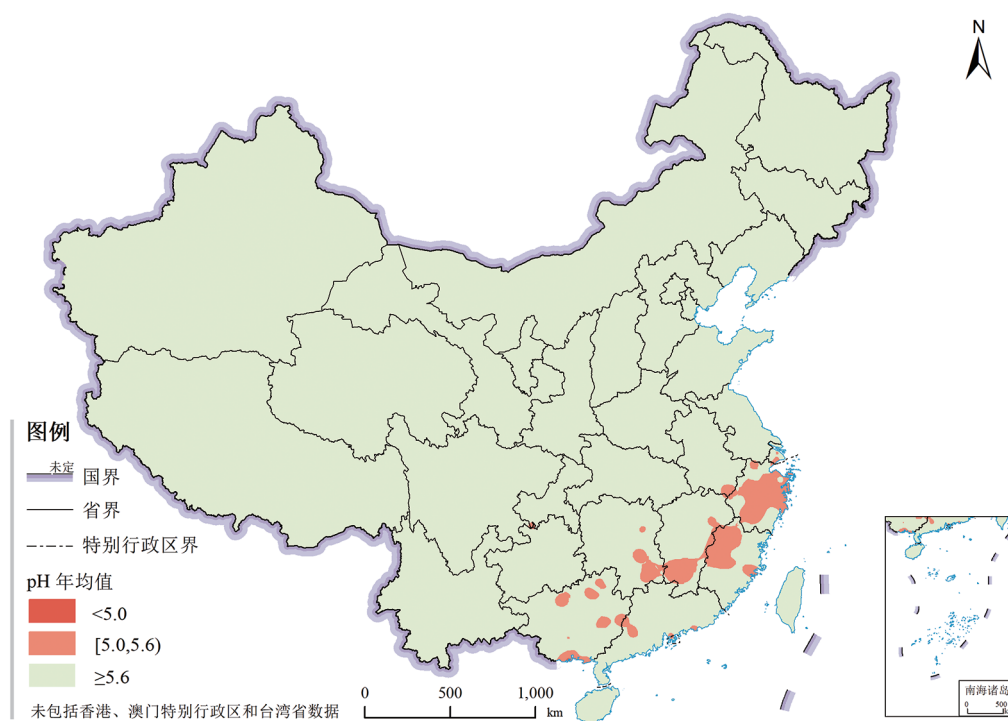 N
图例
未定
国界
省界
特别行政区界
pH 年均值
<5.0
[5.0,5.6)
≥5.6
未包括香港、澳门特别行政区和台湾省数据
0 500 1,000
km
南海诸岛
0 500